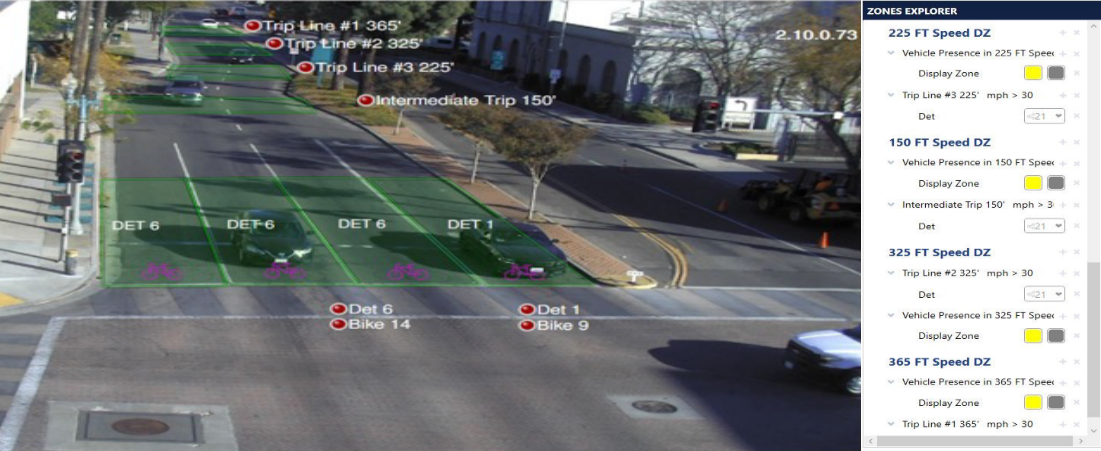 Trip Line #1 365'
Trip Line #2 325'
Trip Line #3 225'
Intermediate Trip 150'
2.10.0.73
DET 6
DET 6
DET 6
DET 1
Det 6
Bike 14
Det 1
Bike 9
ZONES EXPLORER
225 FT Speed DZ
Vehicle Presence in 225 FT Speed
Display Zone
Trip Line #3 225' mph > 30
Det
21
150 FT Speed DZ
Vehicle Presence in 150 FT Speed
Display Zone
Intermediate Trip 150' mph > 3
Det
21
325 FT Speed DZ
Trip Line #2 325' mph > 30
Det
21
Vehicle Presence in 325 FT Speed
Display Zone
365 FT Speed DZ
Vehicle Presence in 365 FT Speed
Display Zone
Trip Line #1 365' mph > 30